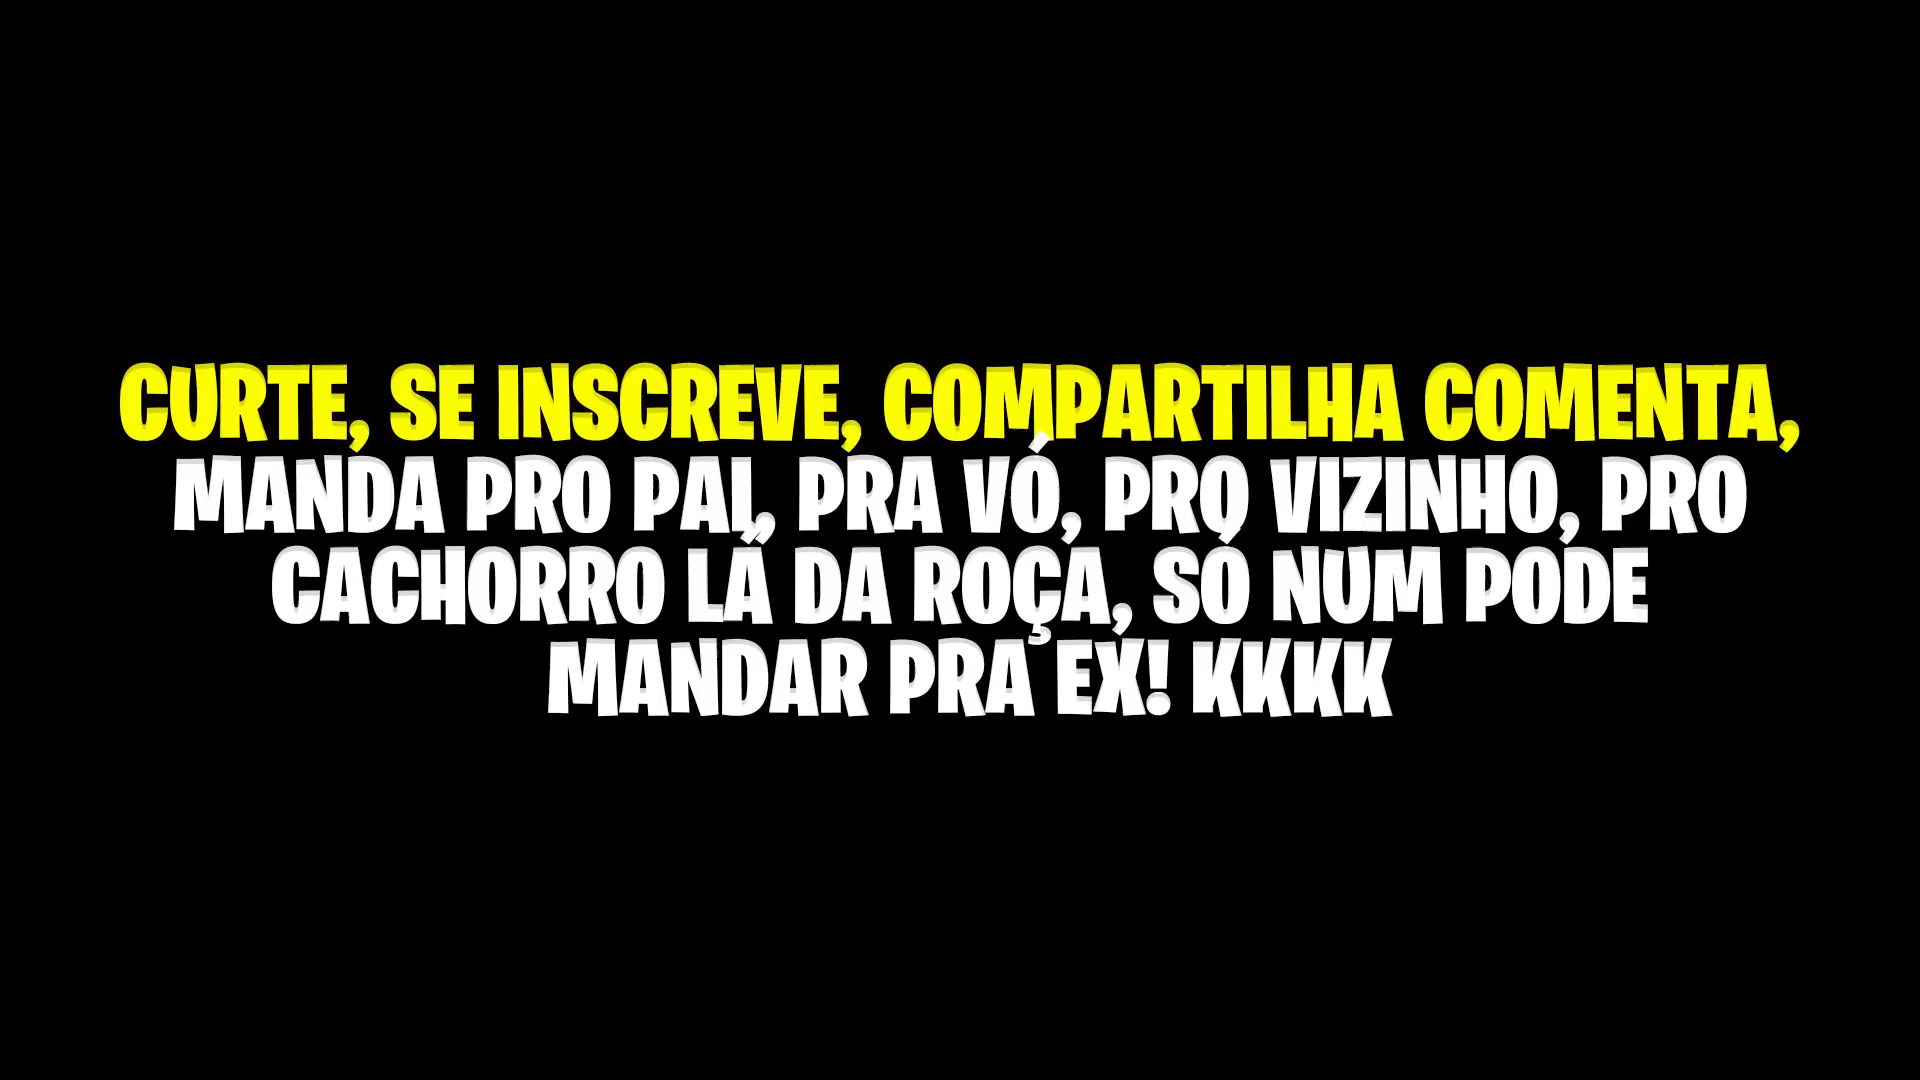 CURTE, SE INSCREVE, COMPARTILHA COMENTA,
MANDA PRO PAI, PRA VÓ, PRO VIZINHO, PRO
CACHORRO LÁ DA ROÇA, SÓ NUM PODE
MANDAR PRA EX! KKKK